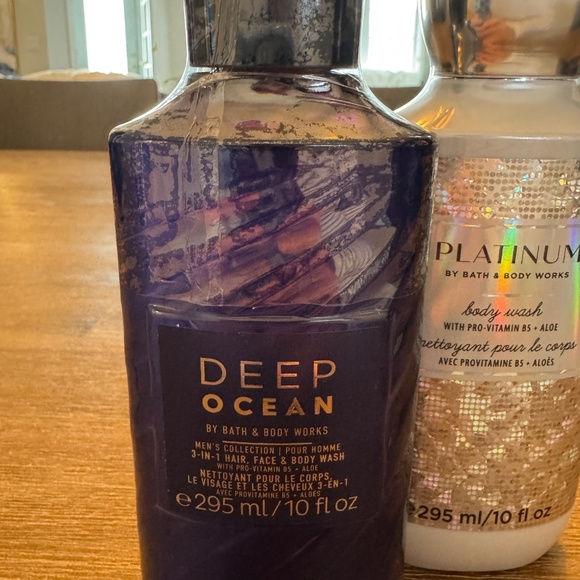 DEEP
OCEAN
BY BATH & BODY WORKS
MEN'S COLLECTION | POUR HOMME
3-IN-1 HAIR, FACE & BODY WASH
WITH PRO-VITAMIN B5 + ALOE
NETTOYANT POUR LE CORPS,
LE VISAGE ET LES CHEVEUX 3-EN-1
AVEC PROVITAMINE B5 + ALOÈS
e 295 ml/10 fl oz
PLATINUM
BY BATH & BODY WORKS
body wash
WITH PRO-VITAMIN B5 + ALOE
nettoyant pour le corps
AVEC PROVITAMINE B5 + ALOÈS
e 295 ml/10 fl oz